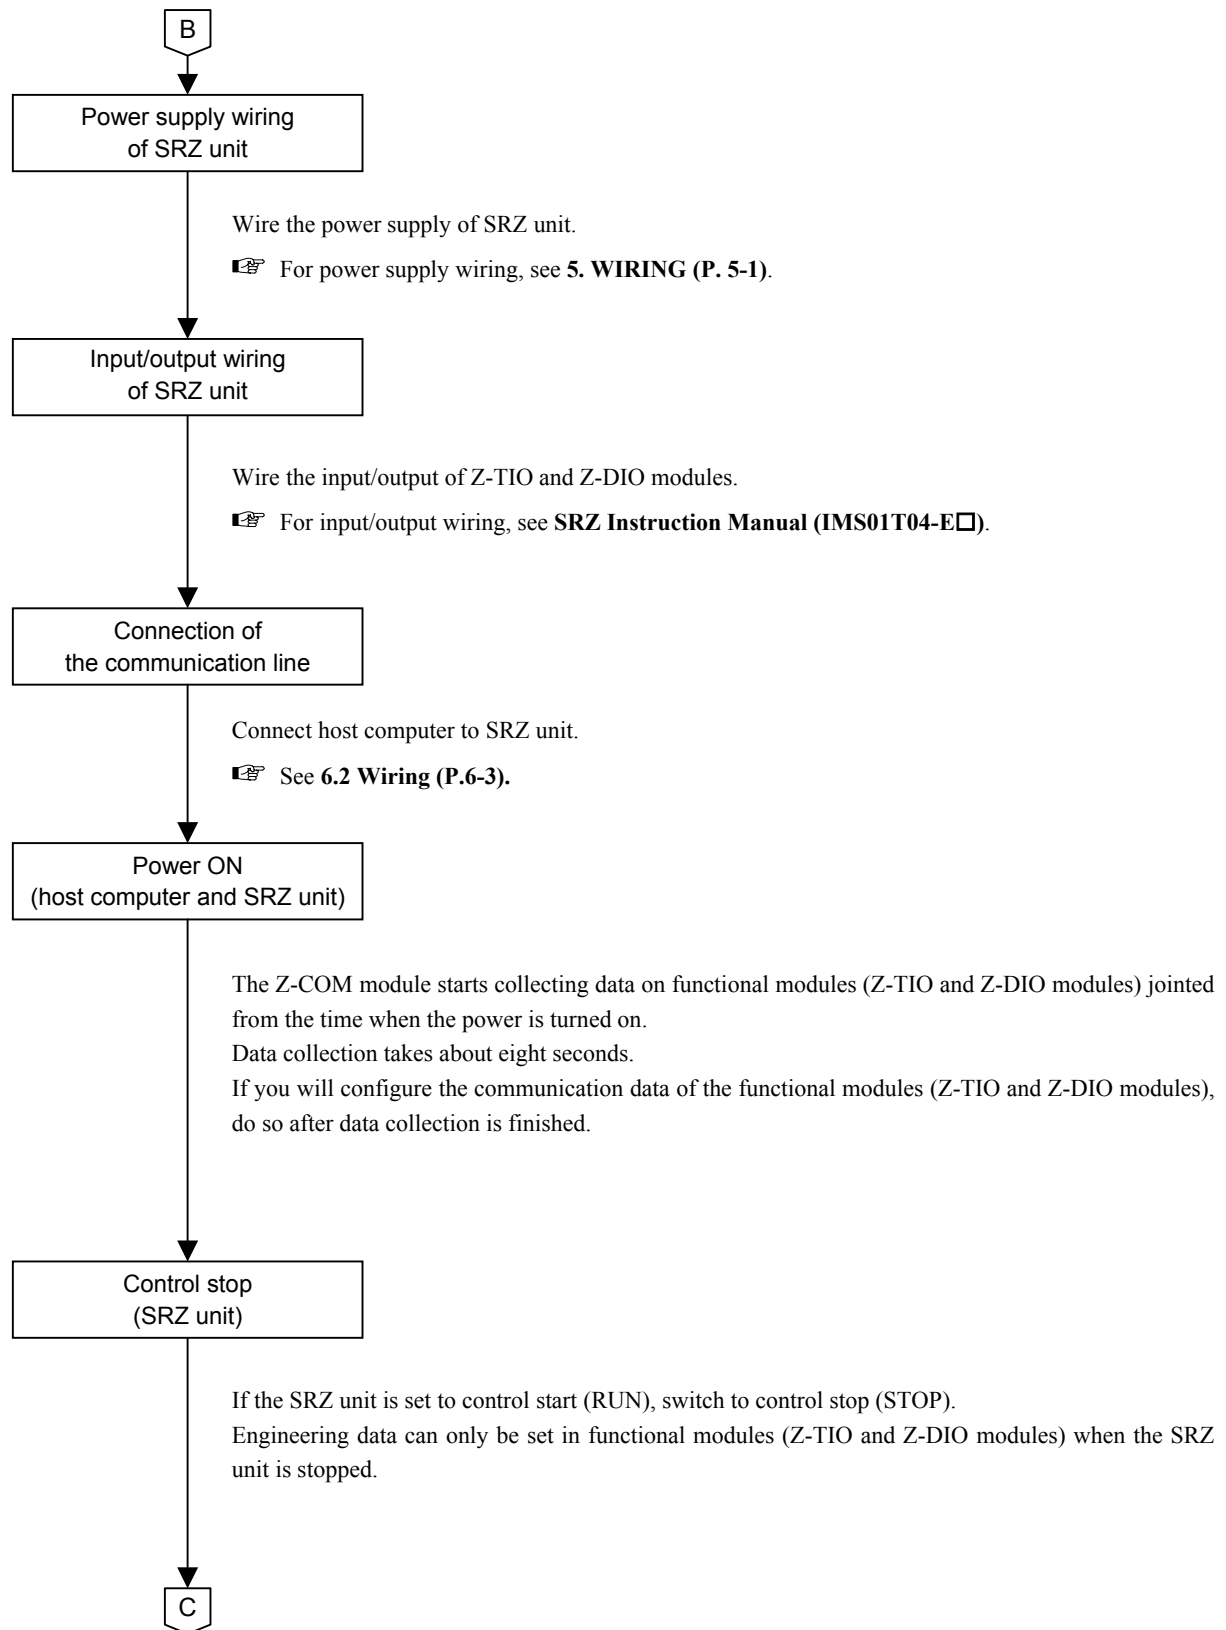 B
Power supply wiring
of SRZ unit
Wire the power supply of SRZ unit.
☞ For power supply wiring, see 5. WIRING (P. 5-1).
Input/output wiring
of SRZ unit
Wire the input/output of Z-TIO and Z-DIO modules.
☞ For input/output wiring, see SRZ Instruction Manual (IMS01T04-E□).
Connection of
the communication line
Connect host computer to SRZ unit.
☞ See 6.2 Wiring (P.6-3).
Power ON
(host computer and SRZ unit)
The Z-COM module starts collecting data on functional modules (Z-TIO and Z-DIO modules) jointed
from the time when the power is turned on.
Data collection takes about eight seconds.
If you will configure the communication data of the functional modules (Z-TIO and Z-DIO modules),
do so after data collection is finished.
Control stop
(SRZ unit)
If the SRZ unit is set to control start (RUN), switch to control stop (STOP).
Engineering data can only be set in functional modules (Z-TIO and Z-DIO modules) when the SRZ
unit is stopped.
C